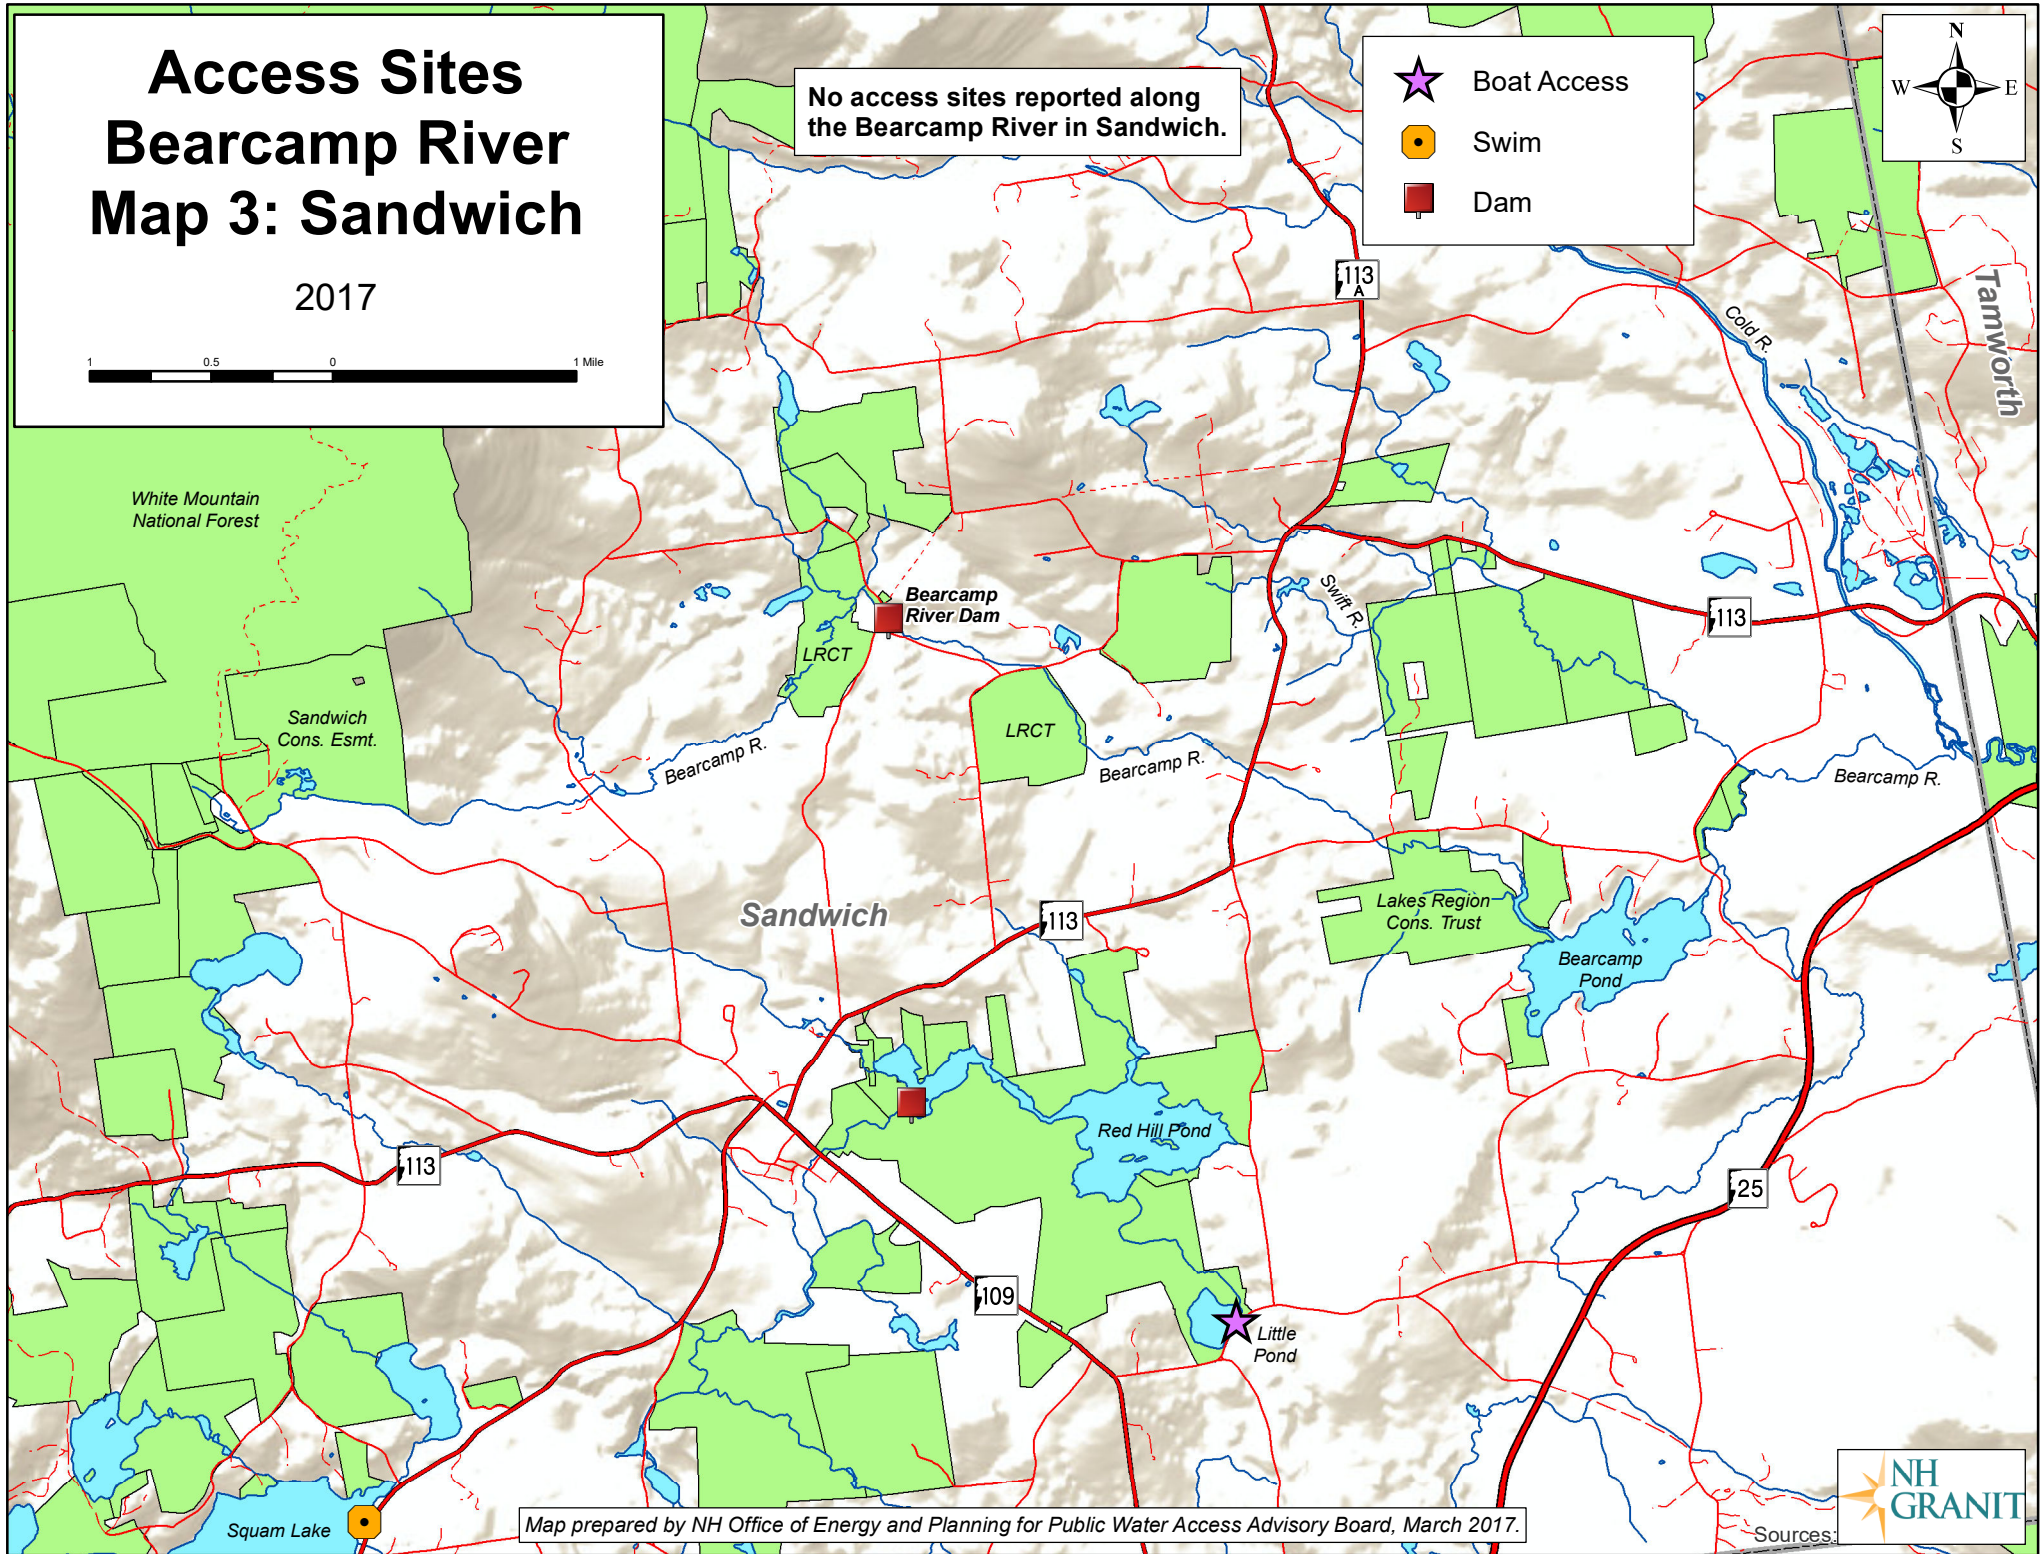 Access Sites
Bearcamp River
Map 3: Sandwich
2017
1 0.5 0 1 Mile
No access sites reported along
the Bearcamp River in Sandwich.
Boat Access
Swim
Dam
N
W E
S
113
A
Cold R.
Tamworth
White Mountain
National Forest
Bearcamp
River Dam
Swift R.
113
LRCT
Sandwich
Cons. Esmt.
LRCT
Bearcamp R.
Bearcamp R.
Bearcamp R.
Sandwich
113
Lakes Region
Cons. Trust
Bearcamp
Pond
Red Hill Pond
113
25
109
Little
Pond
Squam Lake
Map prepared by NH Office of Energy and Planning for Public Water Access Advisory Board, March 2017.
Sources:
NH
GRANIT